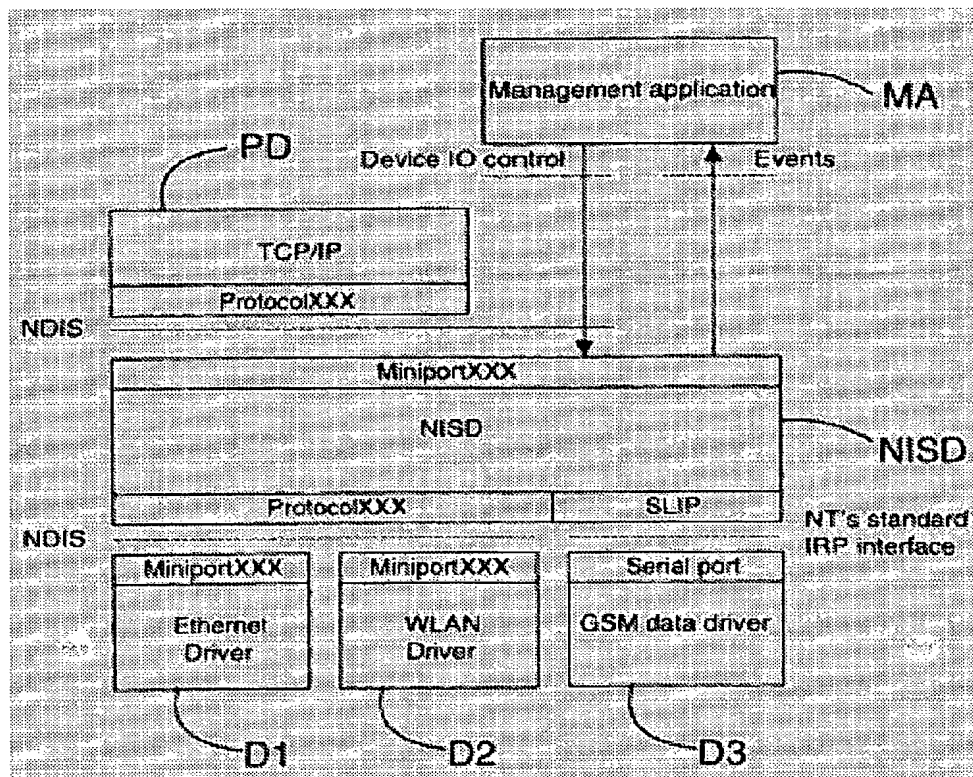 Management application
MA
PD
Device IO control
Events
TCP/IP
ProtocolXXX
NDIS
MiniportXXX
NISD
NISD
ProtocolXXX
SLIP
NDIS
NT's standard
IRP interface
MiniportXXX
MiniportXXX
Serial port
Ethernet
Driver
WLAN
Driver
GSM data driver
D1
D2
D3